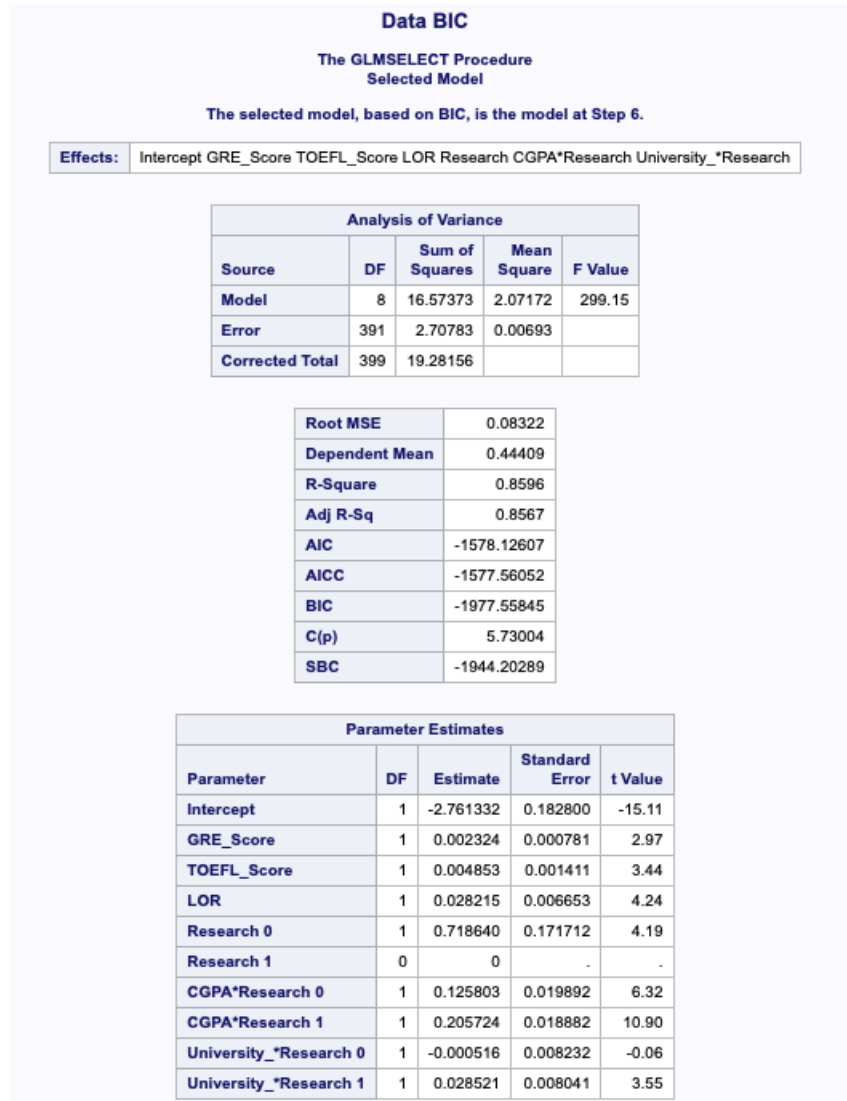 Data BIC
The GLMSELECT Procedure
Selected Model
The selected model, based on BIC, is the model at Step 6.
Effects: Intercept GRE_Score TOEFL_Score LOR Research CGPA*Research University_*Research
Analysis of Variance
Source DF Sum of Squares Mean Square F Value
Model 8 16.57373 2.07172 299.15
Error 391 2.70783 0.00693
Corrected Total 399 19.28156
Root MSE 0.08322
Dependent Mean 0.44409
R-Square 0.8596
Adj R-Sq 0.8567
AIC -1578.12607
AICC -1577.56052
BIC -1977.55845
C(p) 5.73004
SBC -1944.20289
Parameter Estimates
Parameter DF Estimate Standard Error t Value
Intercept 1 -2.761332 0.182800 -15.11
GRE_Score 1 0.002324 0.000781 2.97
TOEFL_Score 1 0.004853 0.001411 3.44
LOR 1 0.028215 0.006653 4.24
Research 0 1 0.718640 0.171712 4.19
Research 1 0 0 . .
CGPA*Research 0 1 0.125803 0.019892 6.32
CGPA*Research 1 1 0.205724 0.018882 10.90
University_*Research 0 1 -0.000516 0.008232 -0.06
University_*Research 1 1 0.028521 0.008041 3.55